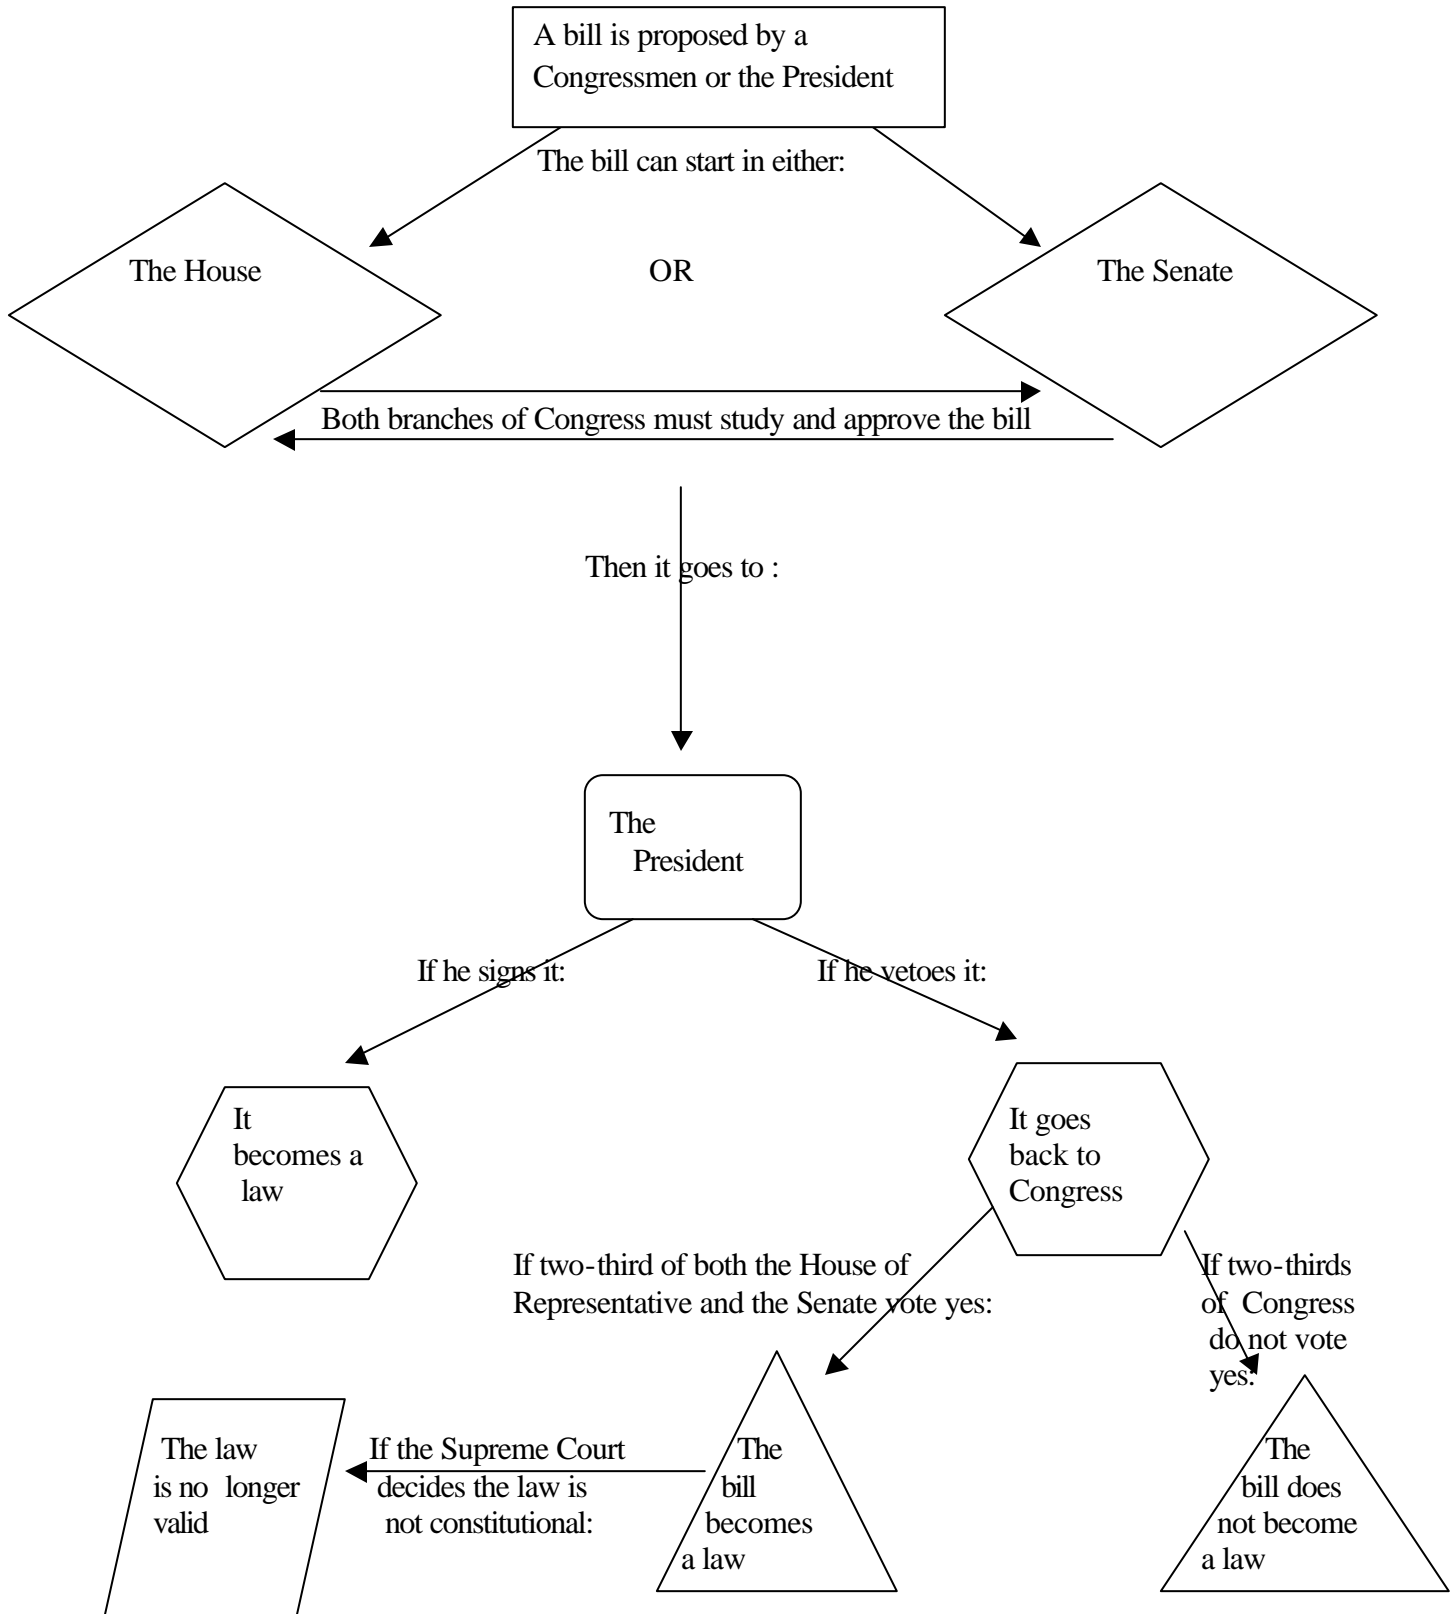 A bill is proposed by a
Congressmen or the President
The bill can start in either:
The House
OR
The Senate
Both branches of Congress must study and approve the bill
Then it goes to :
The
President
If he signs it:
If he vetoes it:
It
becomes a
law
It goes
back to
Congress
If two-third of both the House of
Representative and the Senate vote yes:
If two-thirds
of Congress
do not vote
yes:
The law
is no longer
valid
If the Supreme Court
decides the law is
not constitutional:
The
bill
becomes
a law
The
bill does
not become
a law